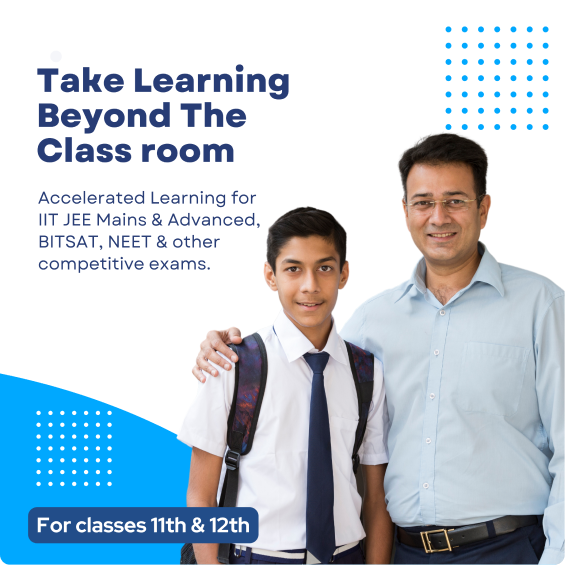 Take Learning
Beyond The
Class room
Accelerated Learning for
IIT JEE Mains & Advanced,
BITSAT, NEET & other
competitive exams.
For classes 11th & 12th